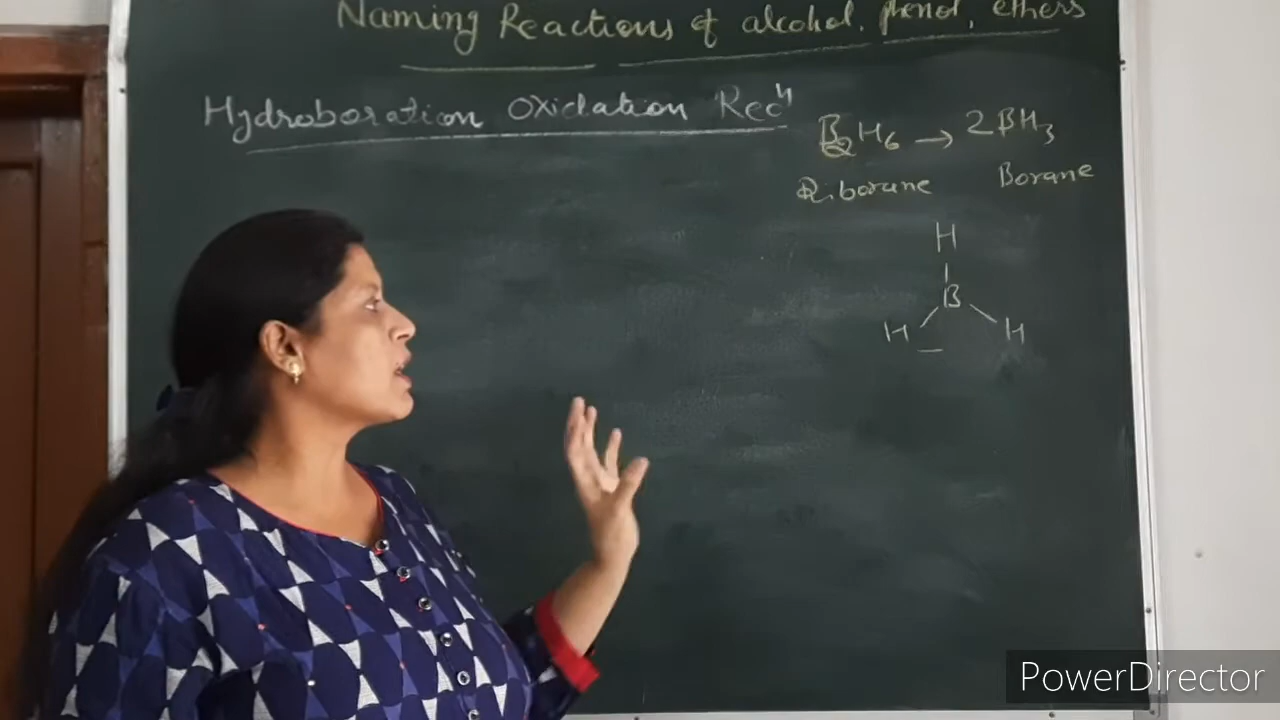 Naming Reactions of alcohol, phenol, ethers
Hydroboration Oxidation Recⁿ
B₂H₆ → 2BH₃
Diborane Borane
H
B
H H
PowerDirector